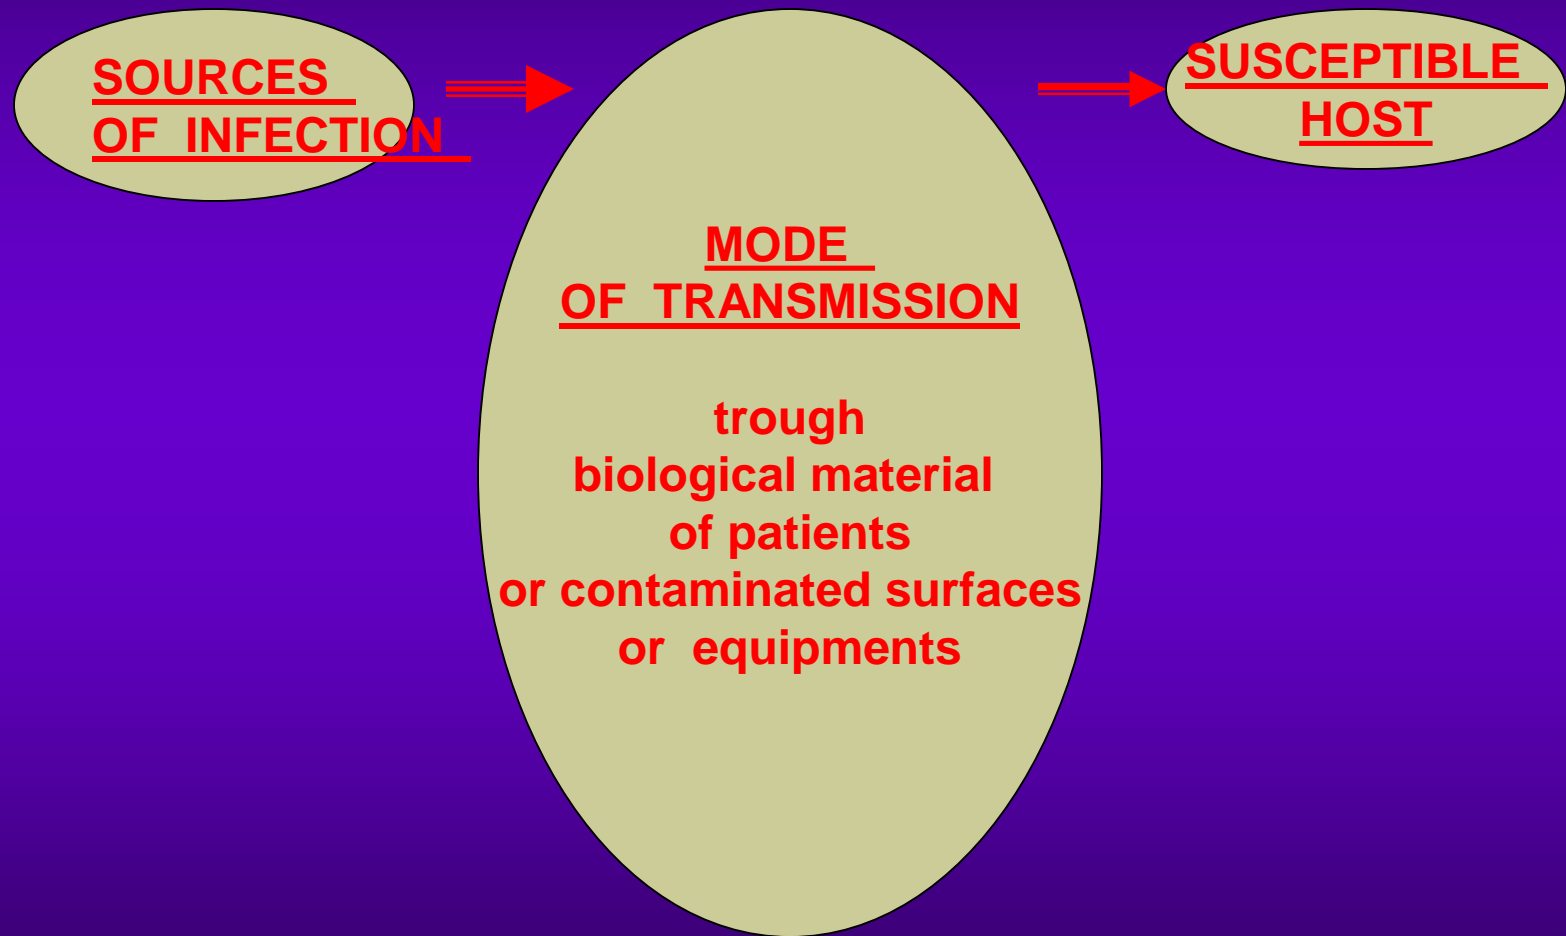 SOURCES
OF INFECTION
MODE
OF TRANSMISSION
trough
biological material
of patients
or contaminated surfaces
or equipments
SUSCEPTIBLE
HOST